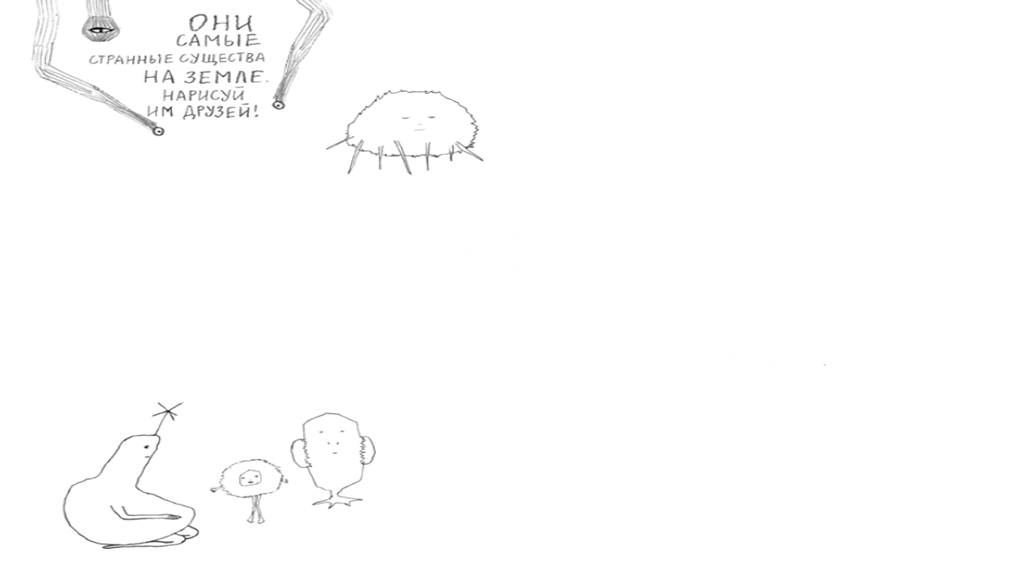 ОНИ
САМЫЕ
СТРАННЫЕ СУЩЕСТВА
НА ЗЕМЛЕ.
НАРИСУЙ
ИМ ДРУЗЕЙ!